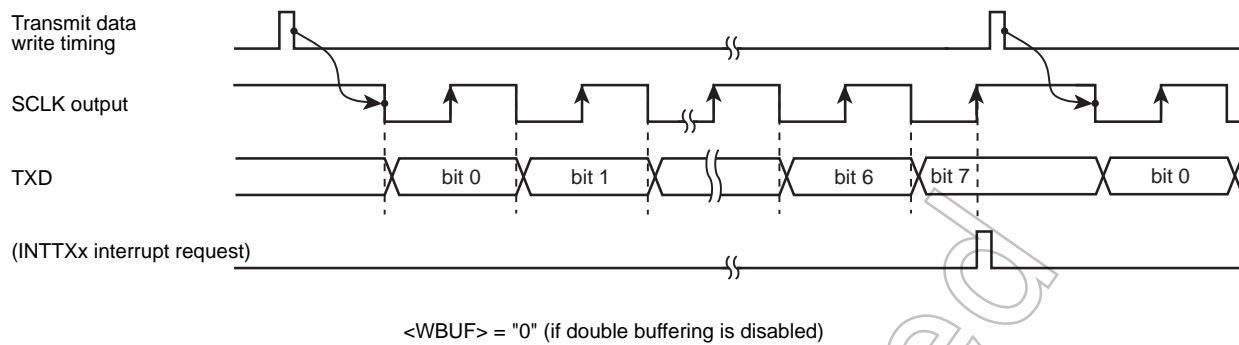 Transmit data
write timing
SCLK output
TXD
bit 0
bit 1
bit 6
bit 7
bit 0
(INTTXx interrupt request)
<WBUF> = "0" (if double buffering is disabled)